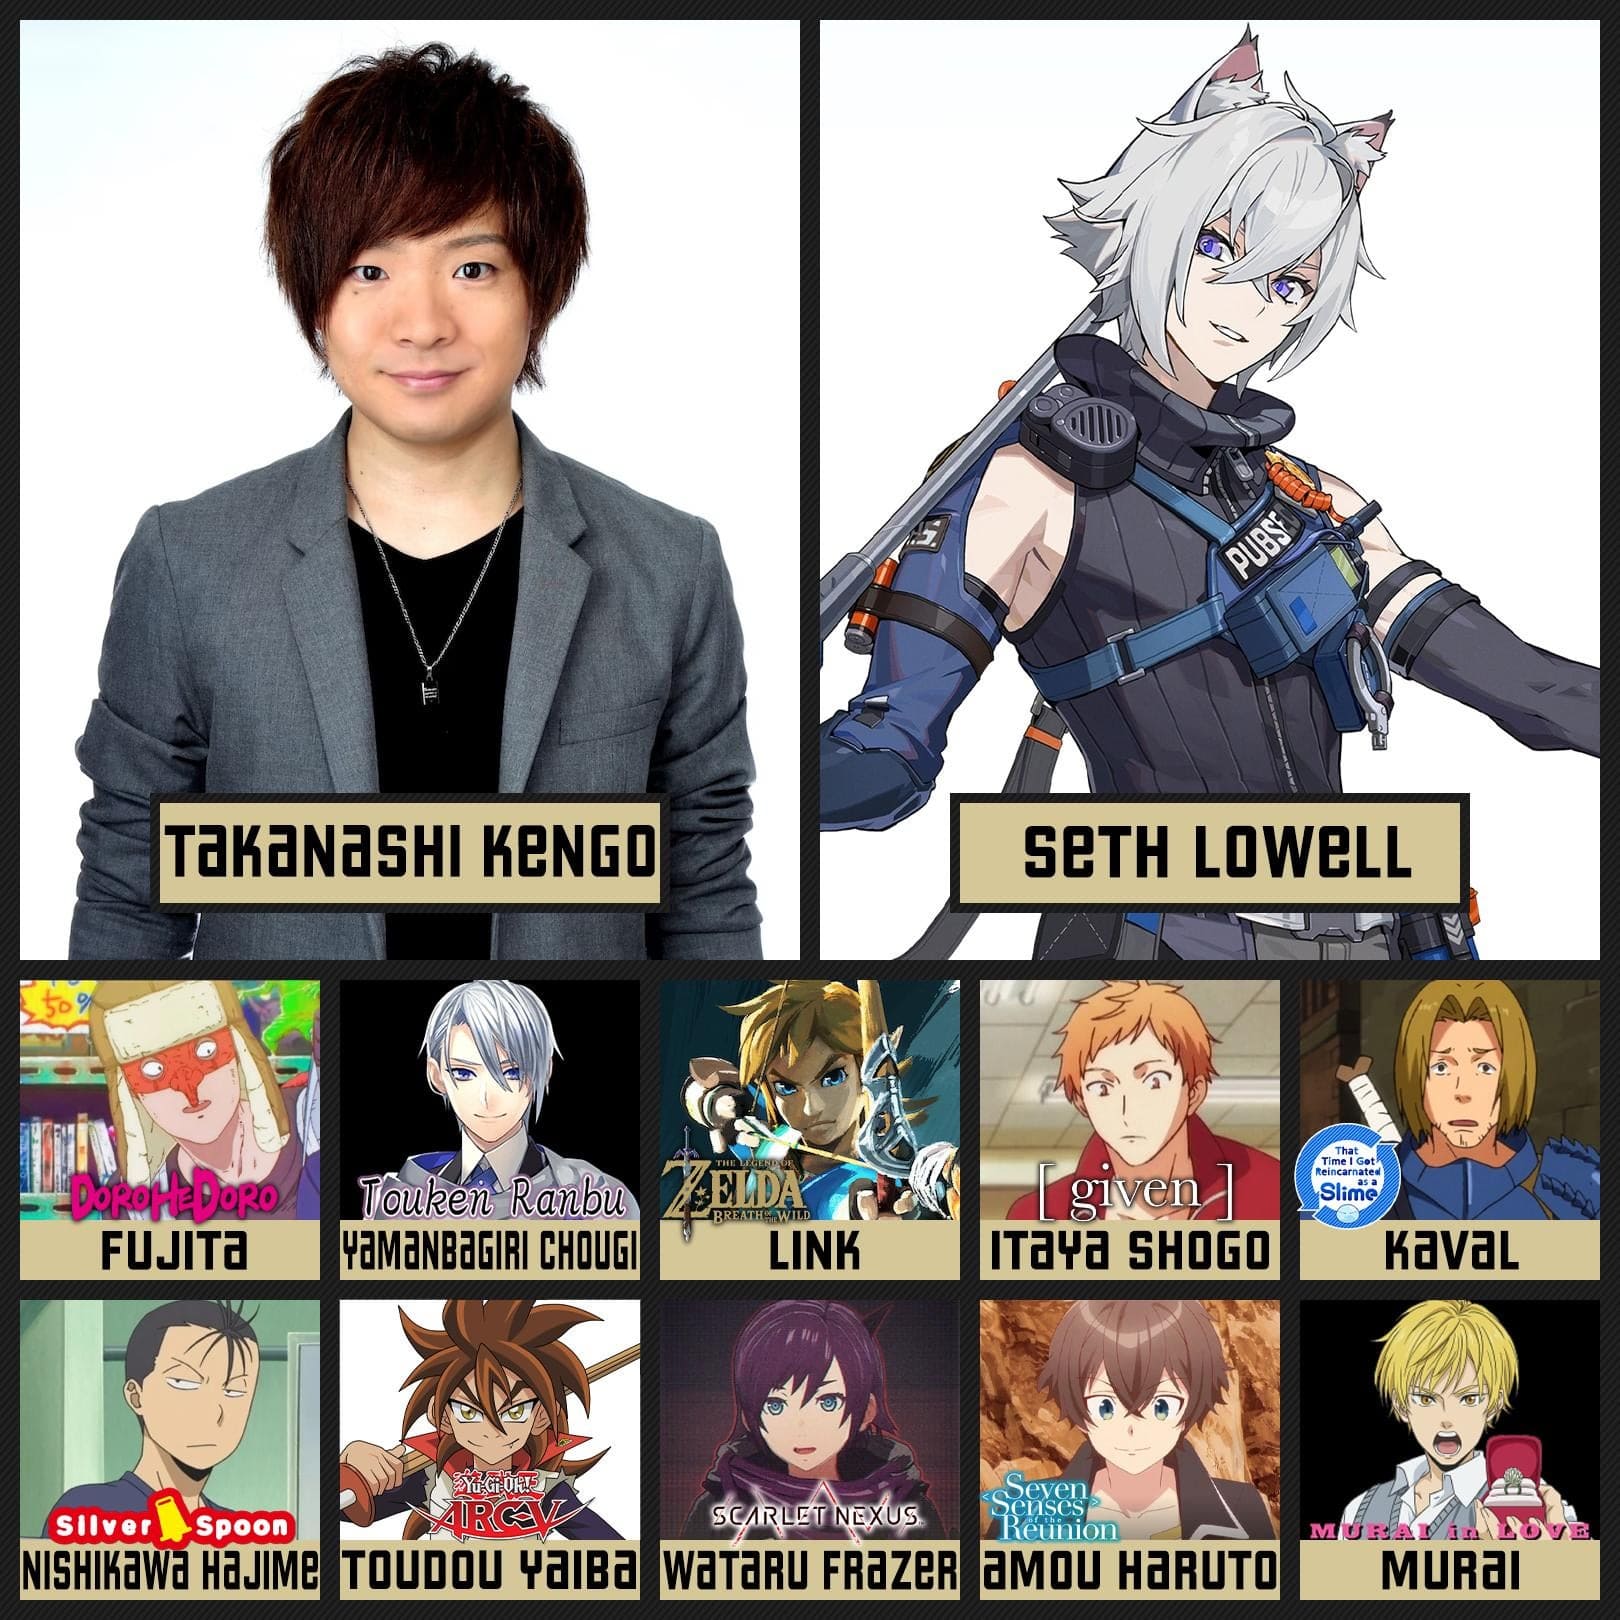 TAKANASHI KENGO
SETH LOWELL
PUBSE
50%
DOROHEDORO
FUJITA
Touken Ranbu
YAMANBAGIRI CHOUGI
THE LEGEND OF
ZELDA
BREATH OF THE WILD
LINK
[ given ]
ITAYA SHOGO
That
Time I Got
Reincarnated
as a
Slime
KAVAL
Silver Spoon
NISHIKAWA HAJIME
Yu-Gi-Oh!
ARC-V
TOUDOU YAIBA
SCARLET NEXUS
WATARU FRAZER
Seven
Senses
of the
Reunion
AMOU HARUTO
MURAI in LOVE
MURAI